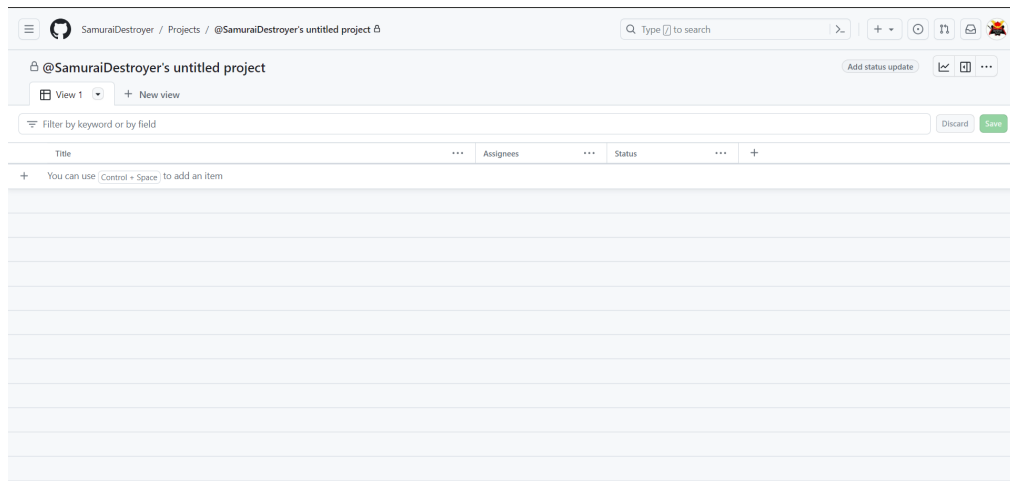 SamuraiDestroyer / Projects / @SamuraiDestroyer's untitled project
Type / to search
@SamuraiDestroyer's untitled project
Add status update
View 1
+ New view
Filter by keyword or by field
Discard
Save
Title
Assignees
Status
+ You can use Control + Space to add an item